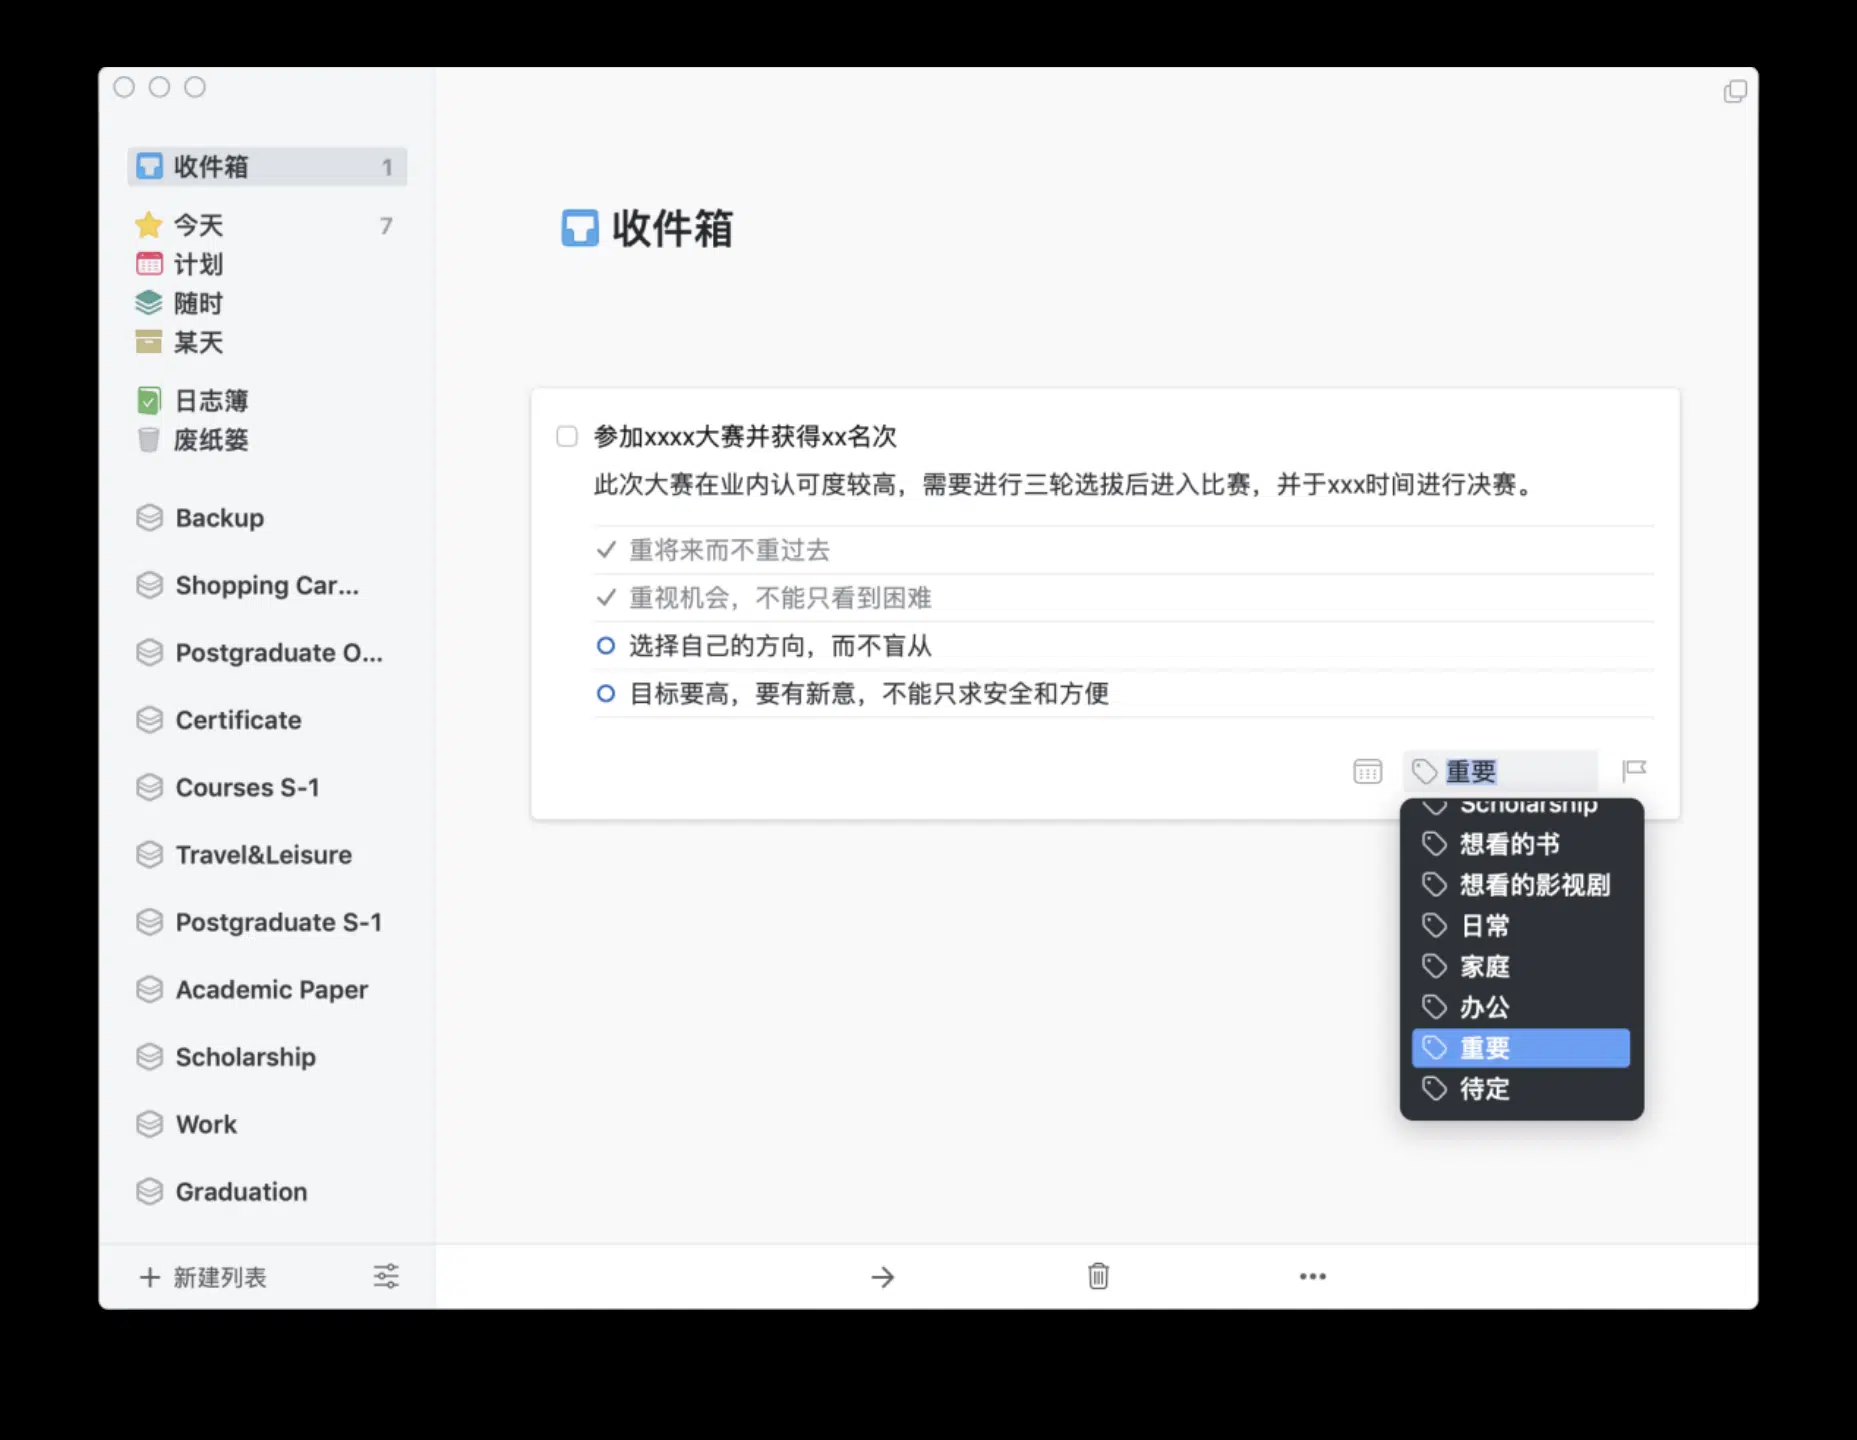 收件箱 1
今天 7
计划
随时
某天
日志簿
废纸篓
Backup
Shopping Car...
Postgraduate O...
Certificate
Courses S-1
Travel&Leisure
Postgraduate S-1
Academic Paper
Scholarship
Work
Graduation
新建列表
收件箱
参加xxxx大赛并获得xx名次
此次大赛在业内认可度较高，需要进行三轮选拔后进入比赛，并于xxx时间进行决赛。
重将来而不重过去
重视机会，不能只看到困难
选择自己的方向，而不盲从
目标要高，要有新意，不能只求安全和方便
重要
Scholarship
想看的书
想看的影视剧
日常
家庭
办公
重要
待定